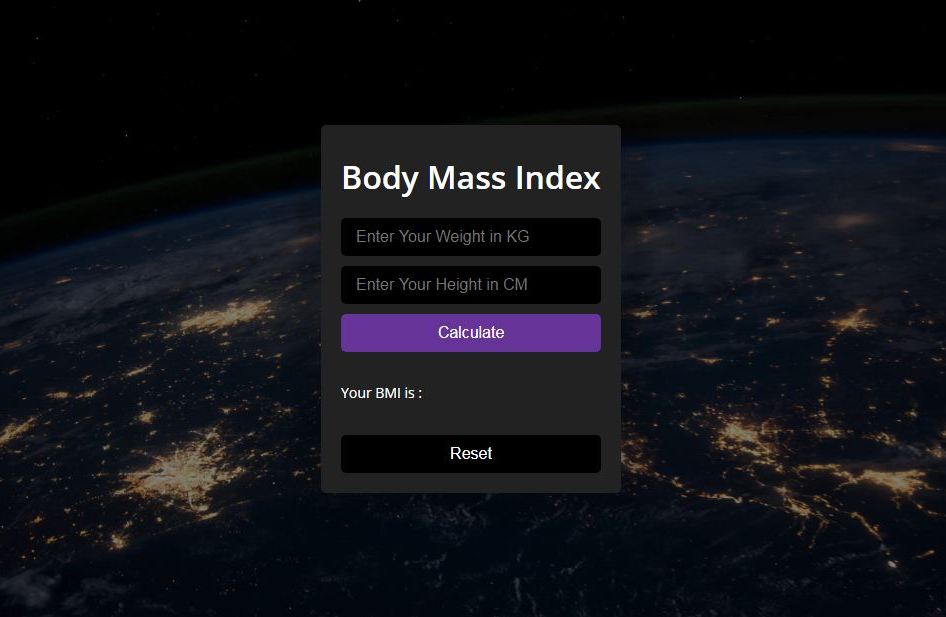 Body Mass Index
Enter Your Weight in KG
Enter Your Height in CM
Calculate
Your BMI is :
Reset